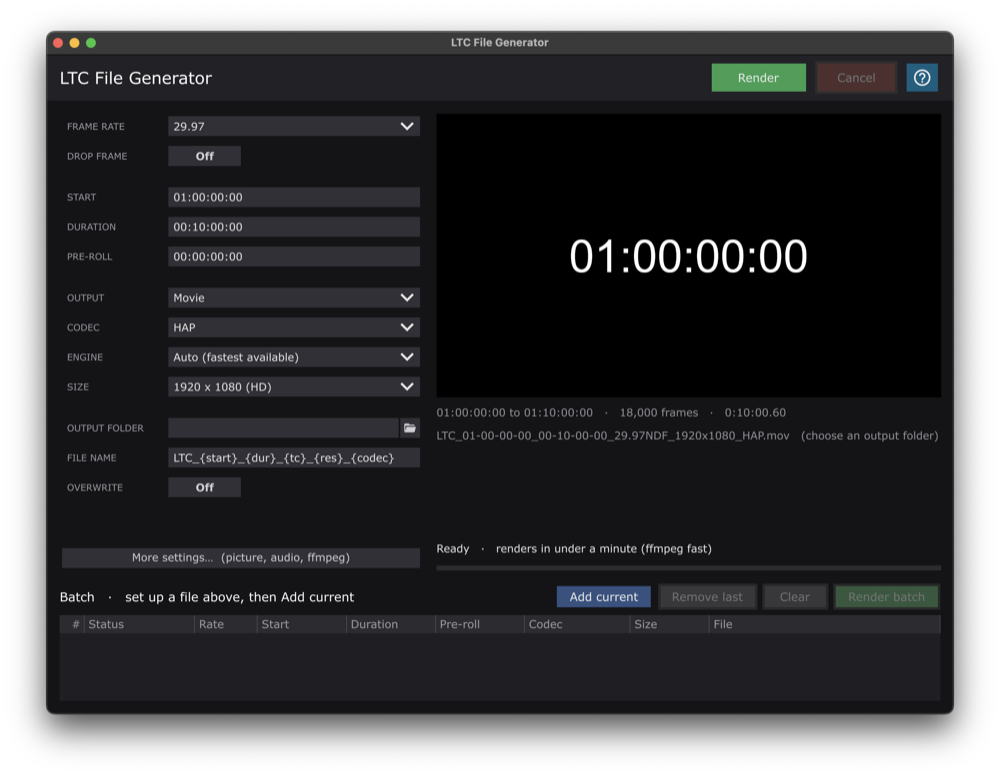 LTC File Generator
LTC File Generator
Render
Cancel
FRAME RATE
29.97
DROP FRAME
Off
START
01:00:00:00
DURATION
00:10:00:00
PRE-ROLL
00:00:00:00
OUTPUT
Movie
CODEC
HAP
ENGINE
Auto (fastest available)
SIZE
1920 x 1080 (HD)
OUTPUT FOLDER
FILE NAME
LTC_{start}_{dur}_{tc}_{res}_{codec}
OVERWRITE
Off
More settings... (picture, audio, ffmpeg)
01:00:00:00
01:00:00:00 to 01:10:00:00 · 18,000 frames · 0:10:00.60
LTC_01-00-00-00_00-10-00-00_29.97NDF_1920x1080_HAP.mov (choose an output folder)
Ready · renders in under a minute (ffmpeg fast)
Batch · set up a file above, then Add current
Add current
Remove last
Clear
Render batch
# Status Rate Start Duration Pre-roll Codec Size File